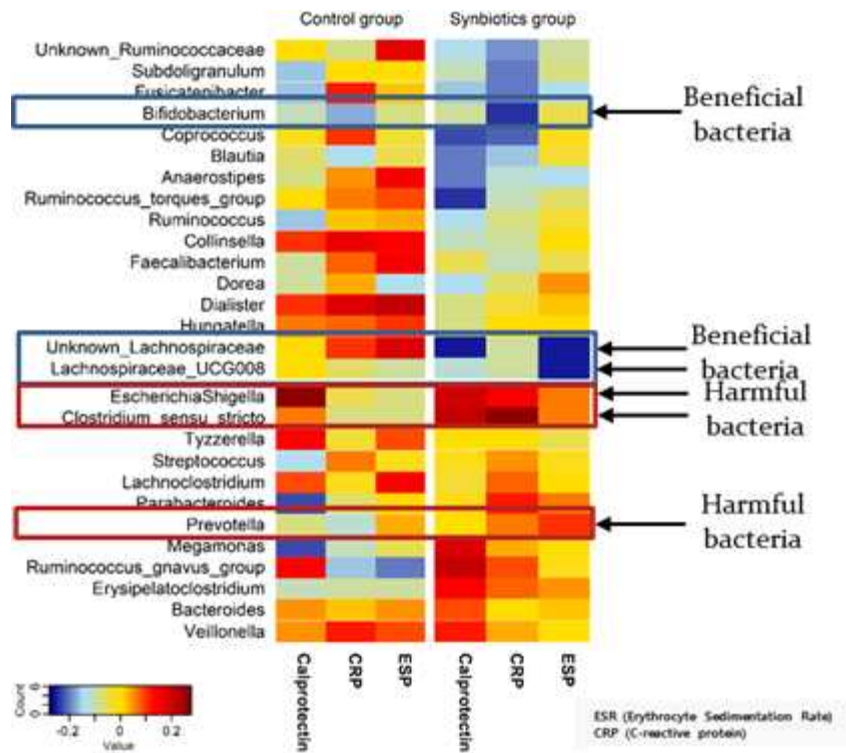 Control group Synbiotics group
Unknown_Ruminococcaceae
Subdoligranulum
Fusicatenibacter
Bifidobacterium
Beneficial
bacteria
Coprococcus
Blautia
Anaerostipes
Ruminococcus_torques_group
Ruminococcus
Collinsella
Faecalibacterium
Dorea
Dialister
Hungatella
Unknown_Lachnospiraceae
Lachnospiraceae_UCG008
Beneficial
bacteria
EscherichiaShigella
Clostridium_sensu_stricto
Harmful
bacteria
Tyzzerella
Streptococcus
Lachnoclostridium
Parabacteroides
Prevotella
Harmful
bacteria
Megamonas
Ruminococcus_gnavus_group
Erysipelatoclostridium
Bacteroides
Veillonella
Calprotectin CRP ESP Calprotectin CRP ESP
Count
0 6
-0.2 0 0.2
Value
ESR (Erythrocyte Sedimentation Rate)
CRP (C-reactive protein)